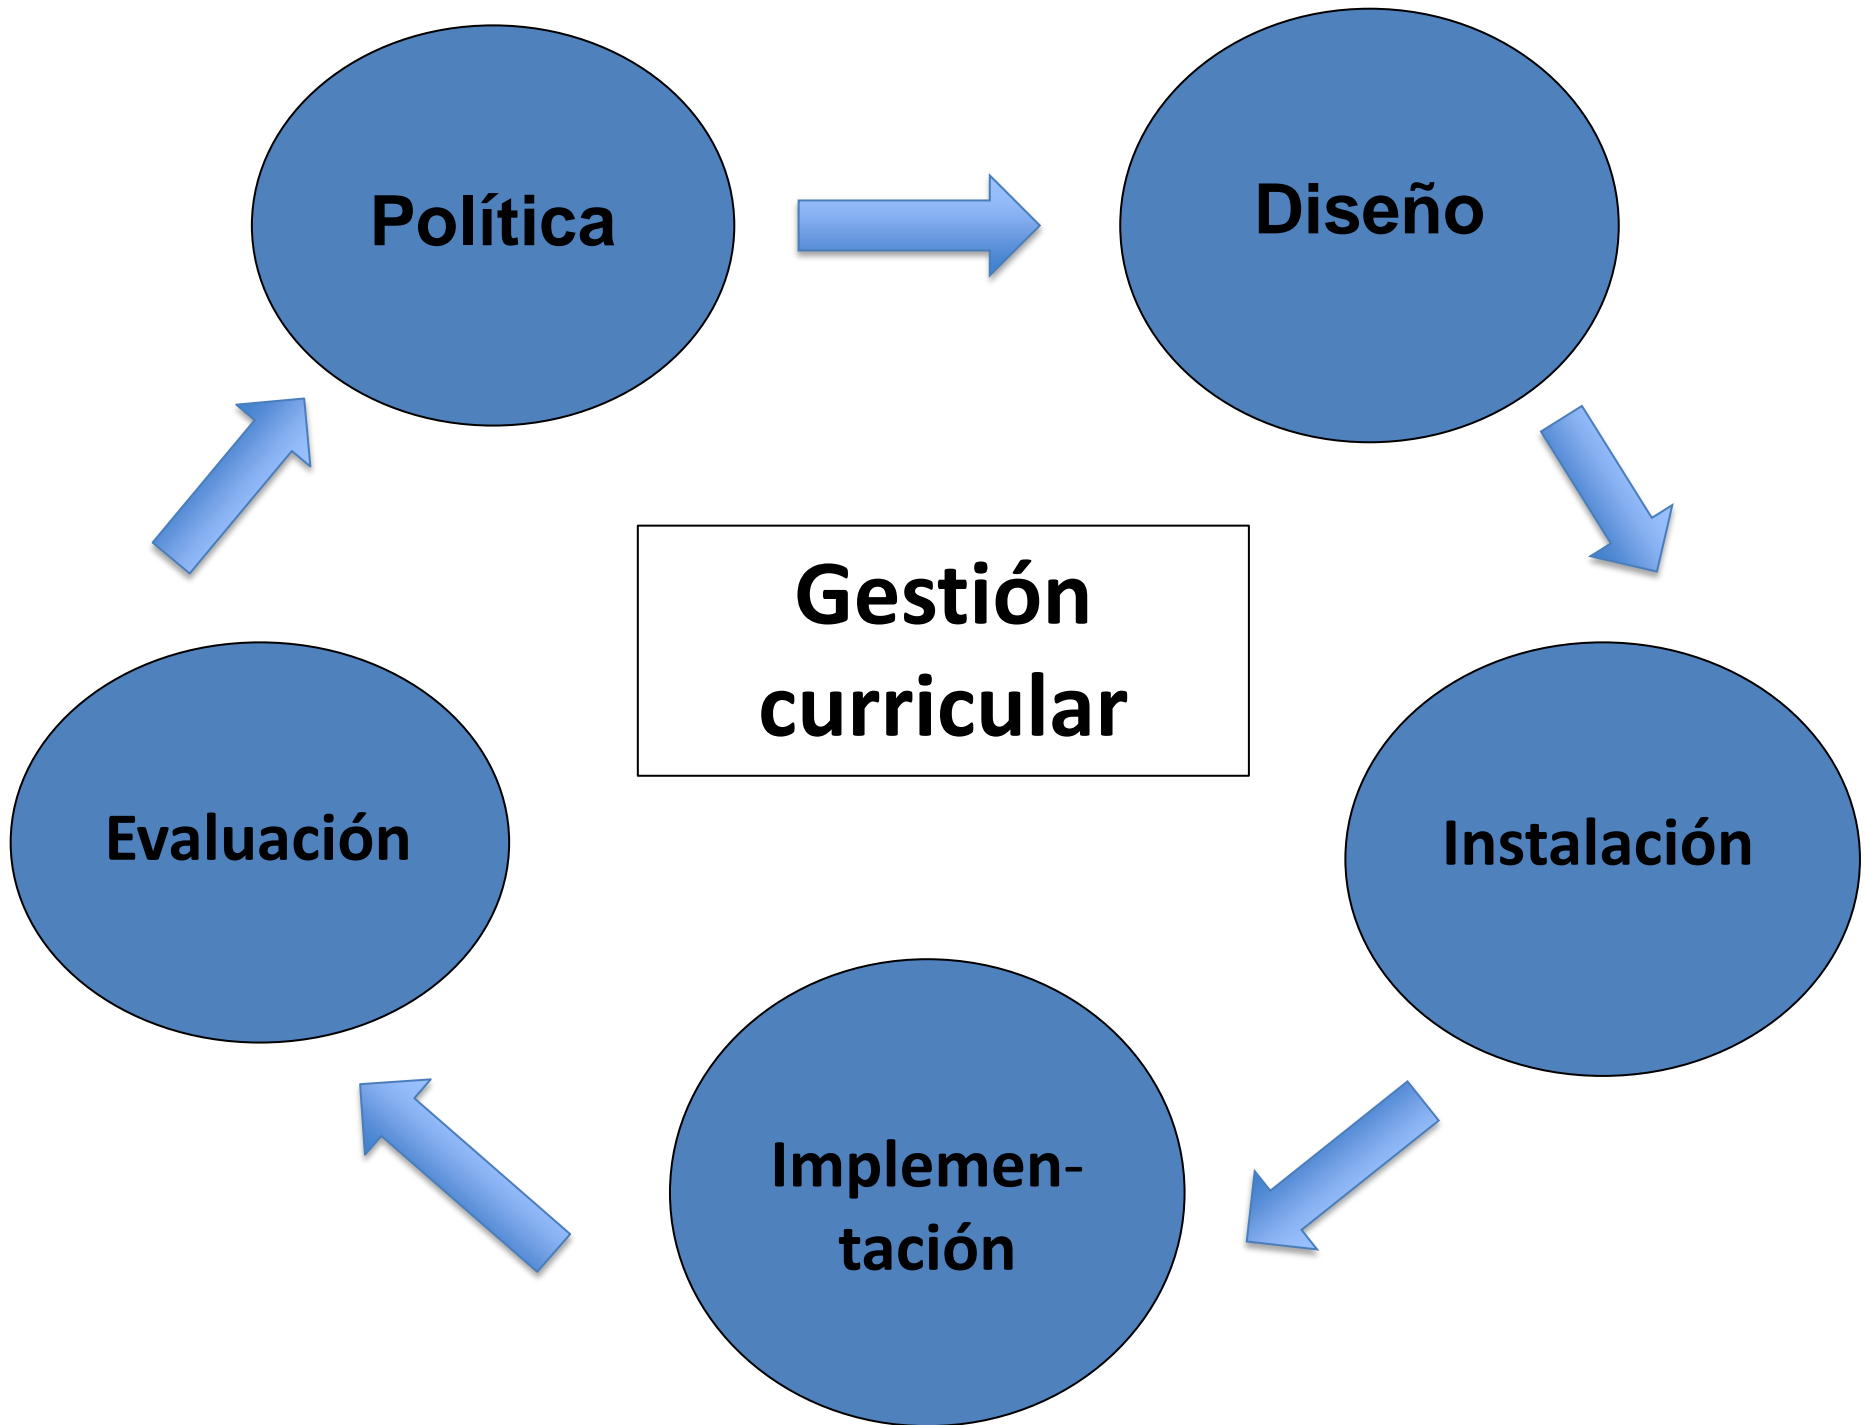 Política
Diseño
Gestión
curricular
Evaluación
Instalación
Implemen-
tación